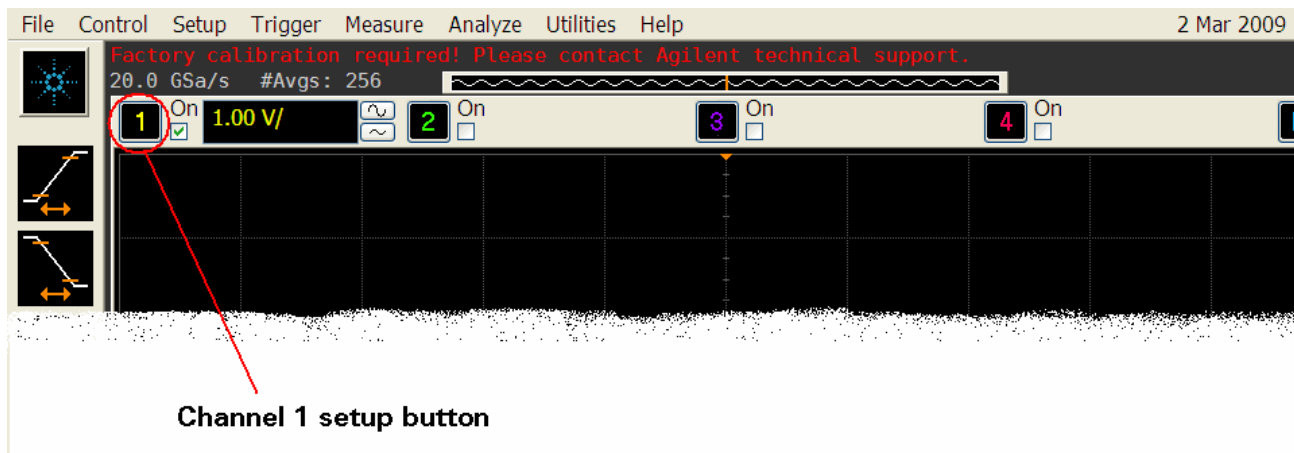 File Control Setup Trigger Measure Analyze Utilities Help 2 Mar 2009
Factory calibration required! Please contact Agilent technical support.
20.0 GSa/s #Avgs: 256
1 On 1.00 V/ 2 On 3 On 4 On
Channel 1 setup button